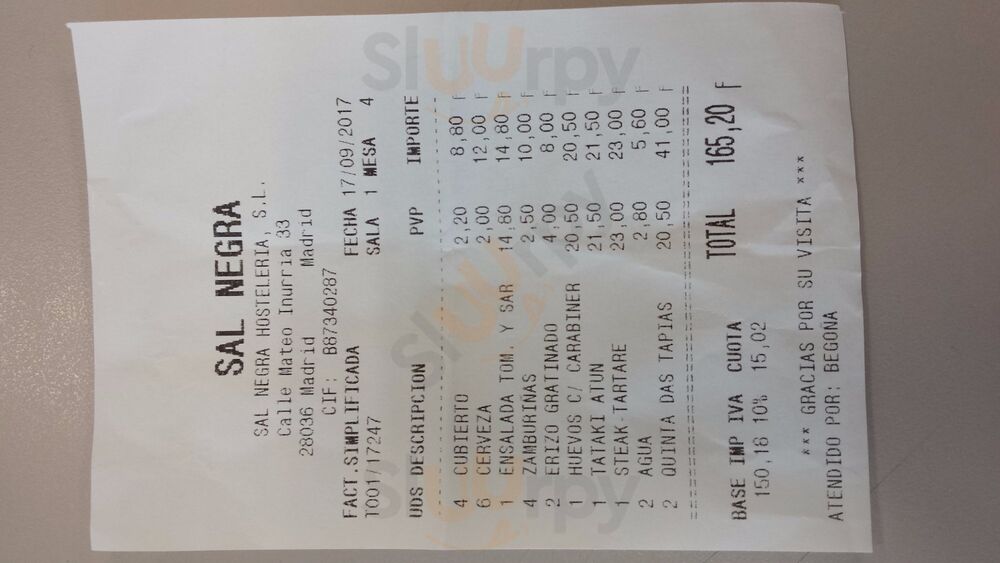 SAL NEGRA
SAL NEGRA HOSTELERIA, S.L.
Calle Mateo Inurria 33
28036 Madrid Madrid
CIF: B87340287
FACT.SIMPLIFICADA FECHA 17/09/2017
T001/17247 SALA 1 MESA 4
UDS DESCRIPCION PVP IMPORTE
4 CUBIERTO 2,20 8,80 F
6 CERVEZA 2,00 12,00 F
1 ENSALADA TOM. Y SAR 14,80 14,80 F
4 ZAMBURIÑAS 2,50 10,00 F
2 ERIZO GRATINADO 4,00 8,00 F
1 HUEVOS C/ CARABINER 20,50 20,50 F
1 TATAKI ATUN 21,50 21,50 F
1 STEAK-TARTARE 23,00 23,00 F
2 AGUA 2,80 5,60 F
2 QUINTA DAS TAPIAS 20,50 41,00 F
TOTAL 165,20 F
BASE IMP IVA CUOTA
150,18 10% 15,02
*** GRACIAS POR SU VISITA ***
ATENDIDO POR: BEGOÑA
Sluurpy
Sluurpy
Sluurpy